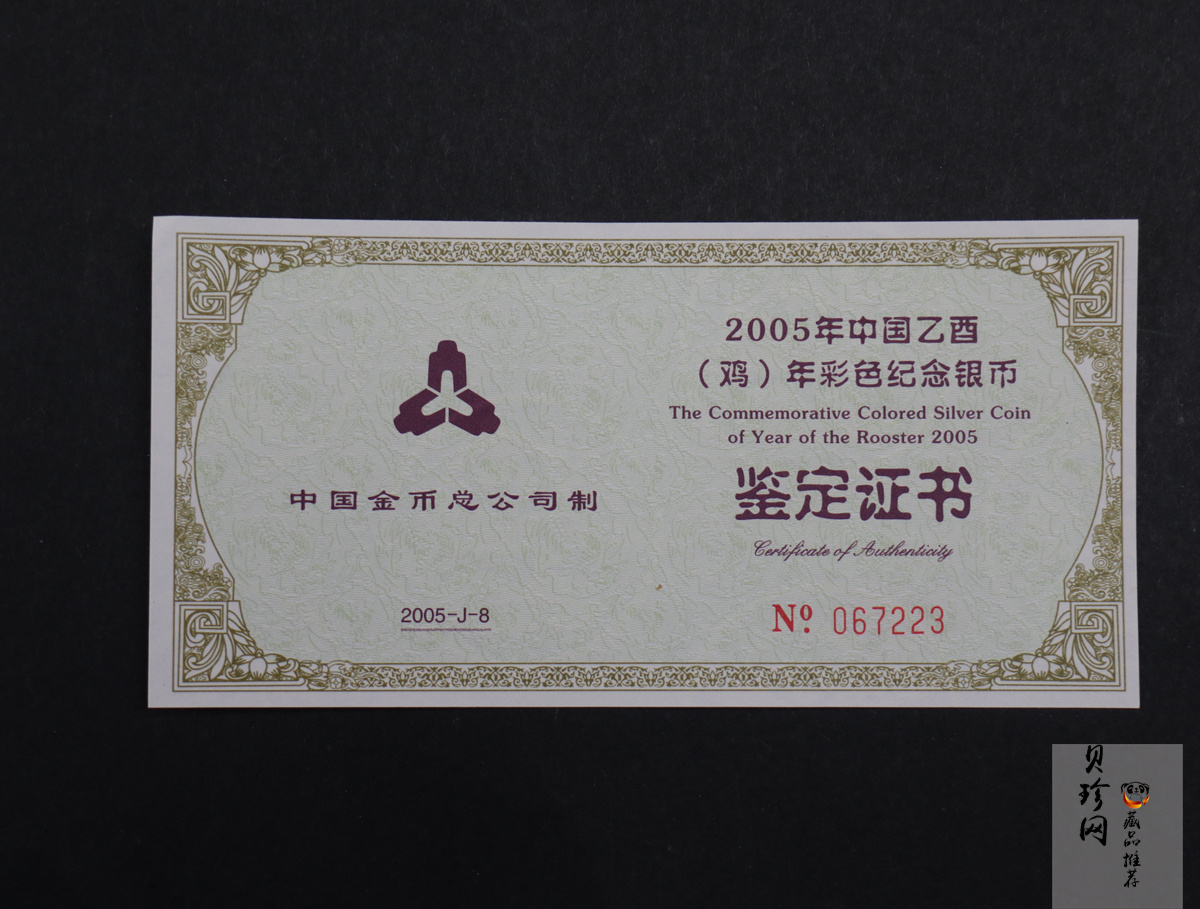 中国金币总公司制
2005-J-8
2005年中国乙酉
（鸡）年彩色纪念银币
The Commemorative Colored Silver Coin
of Year of the Rooster 2005
鉴定证书
Certificate of Authenticity
Nº 067223
贝珍网
藏品推荐